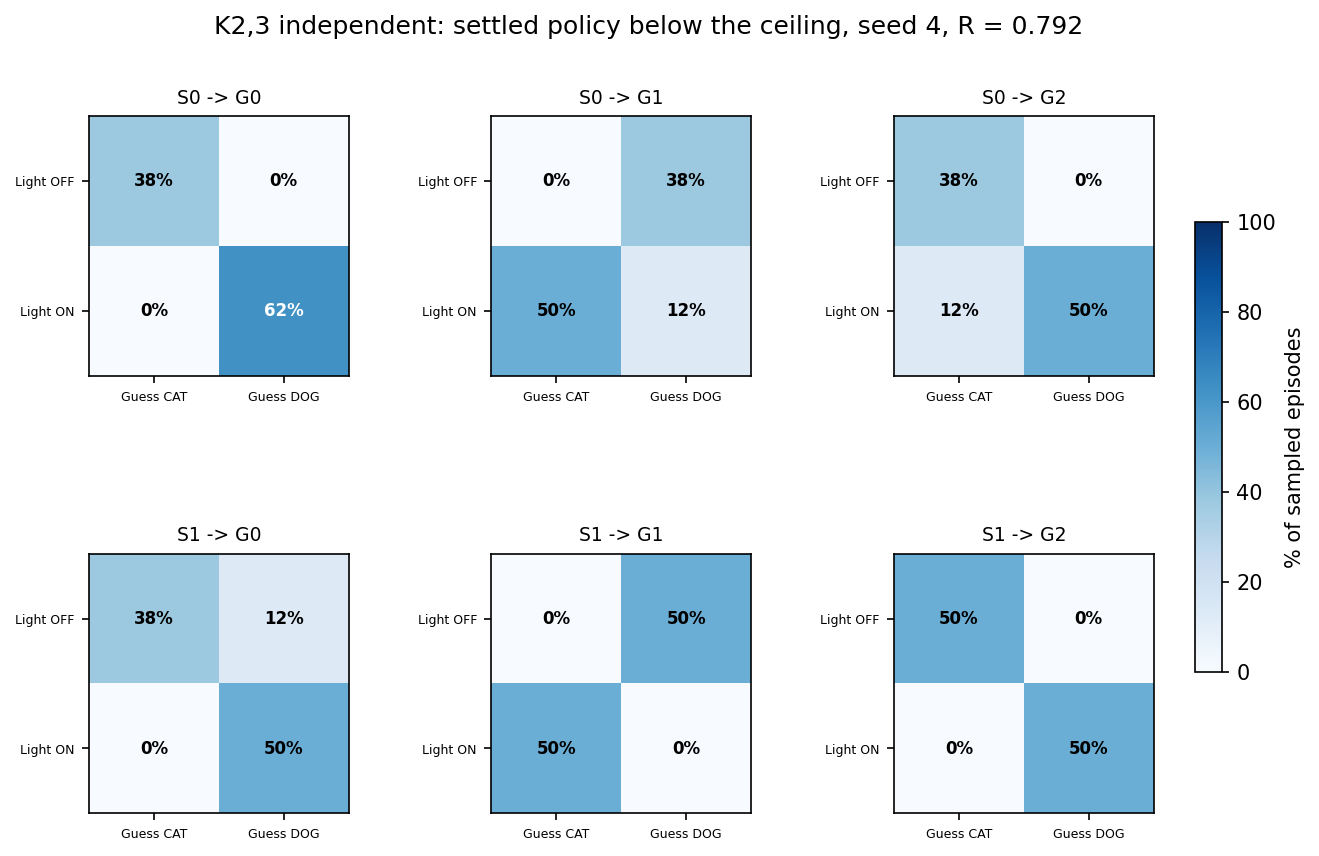 K2,3 independent: settled policy below the ceiling, seed 4, R = 0.792
S0 -> G0
S0 -> G1
S0 -> G2
Light OFF
38%
0%
Light OFF
0%
38%
Light OFF
38%
0%
Light ON
0%
62%
Light ON
50%
12%
Light ON
12%
50%
Guess CAT
Guess DOG
Guess CAT
Guess DOG
Guess CAT
Guess DOG
S1 -> G0
S1 -> G1
S1 -> G2
Light OFF
38%
12%
Light OFF
0%
50%
Light OFF
50%
0%
Light ON
0%
50%
Light ON
50%
0%
Light ON
0%
50%
Guess CAT
Guess DOG
Guess CAT
Guess DOG
Guess CAT
Guess DOG
100
80
60
40
20
0
% of sampled episodes